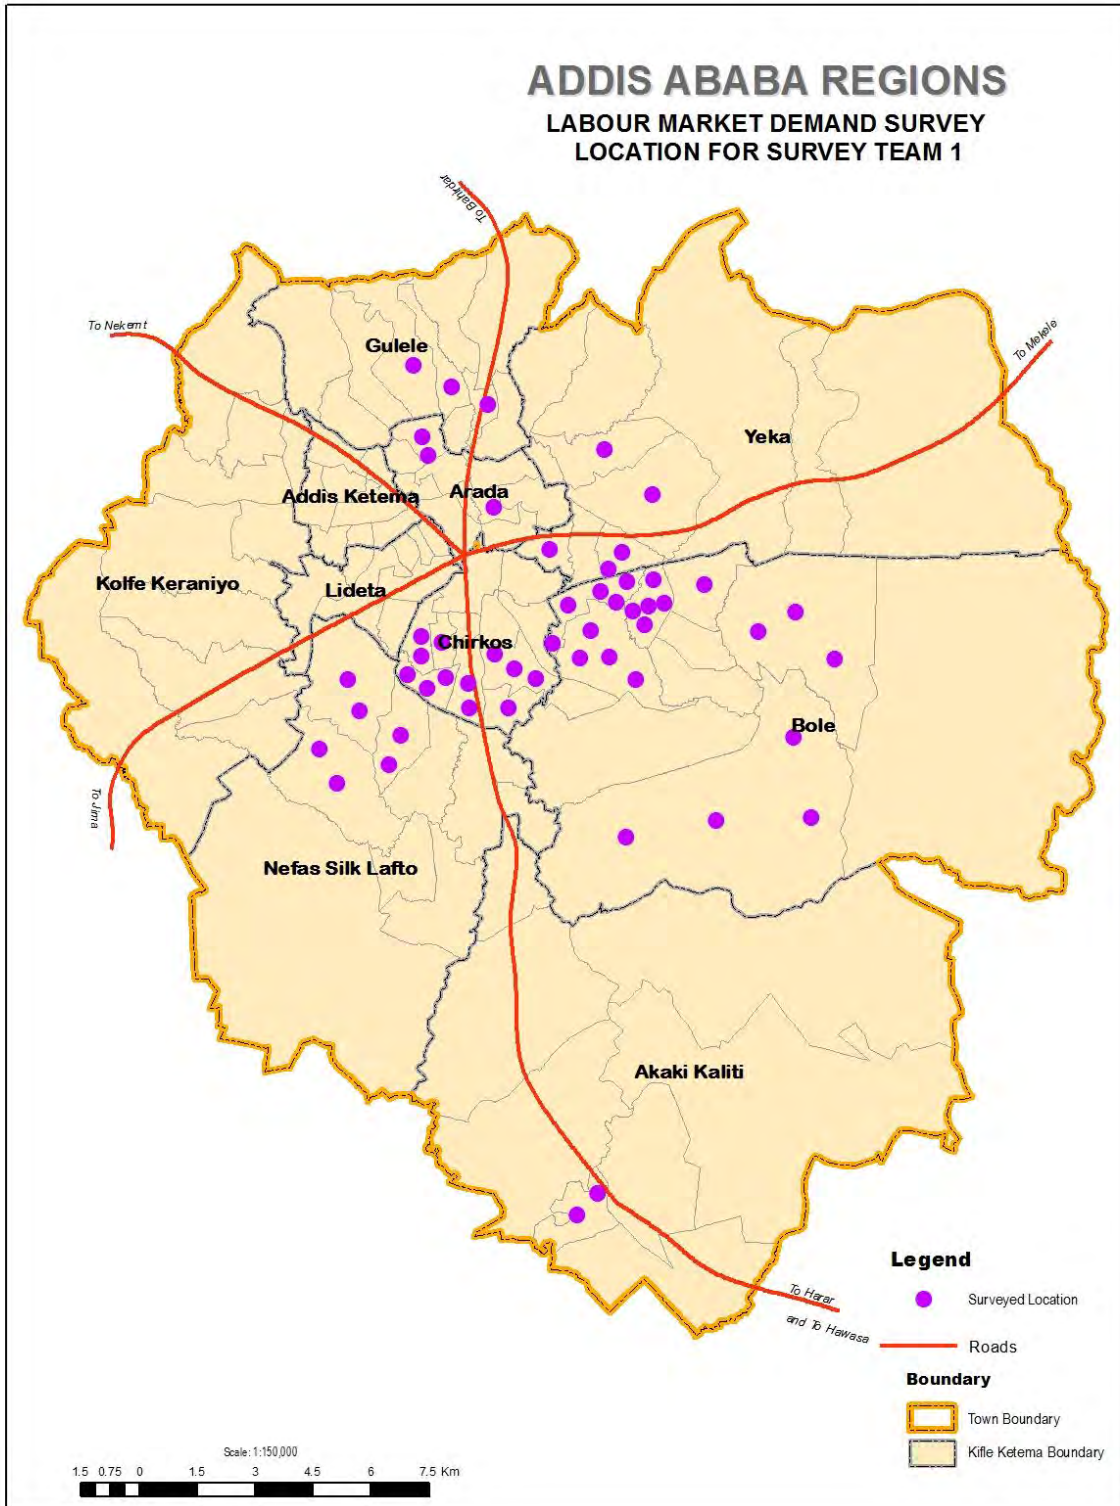 ADDIS ABABA REGIONS
LABOUR MARKET DEMAND SURVEY
LOCATION FOR SURVEY TEAM 1
To Bahirdar
To Nekemt
To Mekele
Gulele
Yeka
Addis Ketema
Arada
Kolfe Keraniyo
Lideta
Chirkos
Bole
To Jima
Nefas Silk Lafto
Akaki Kaliti
To Harar
and To Hawasa
Legend
Surveyed Location
Roads
Boundary
Town Boundary
Kifle Ketema Boundary
Scale: 1:150,000
1.5 0.75 0 1.5 3 4.5 6 7.5 Km